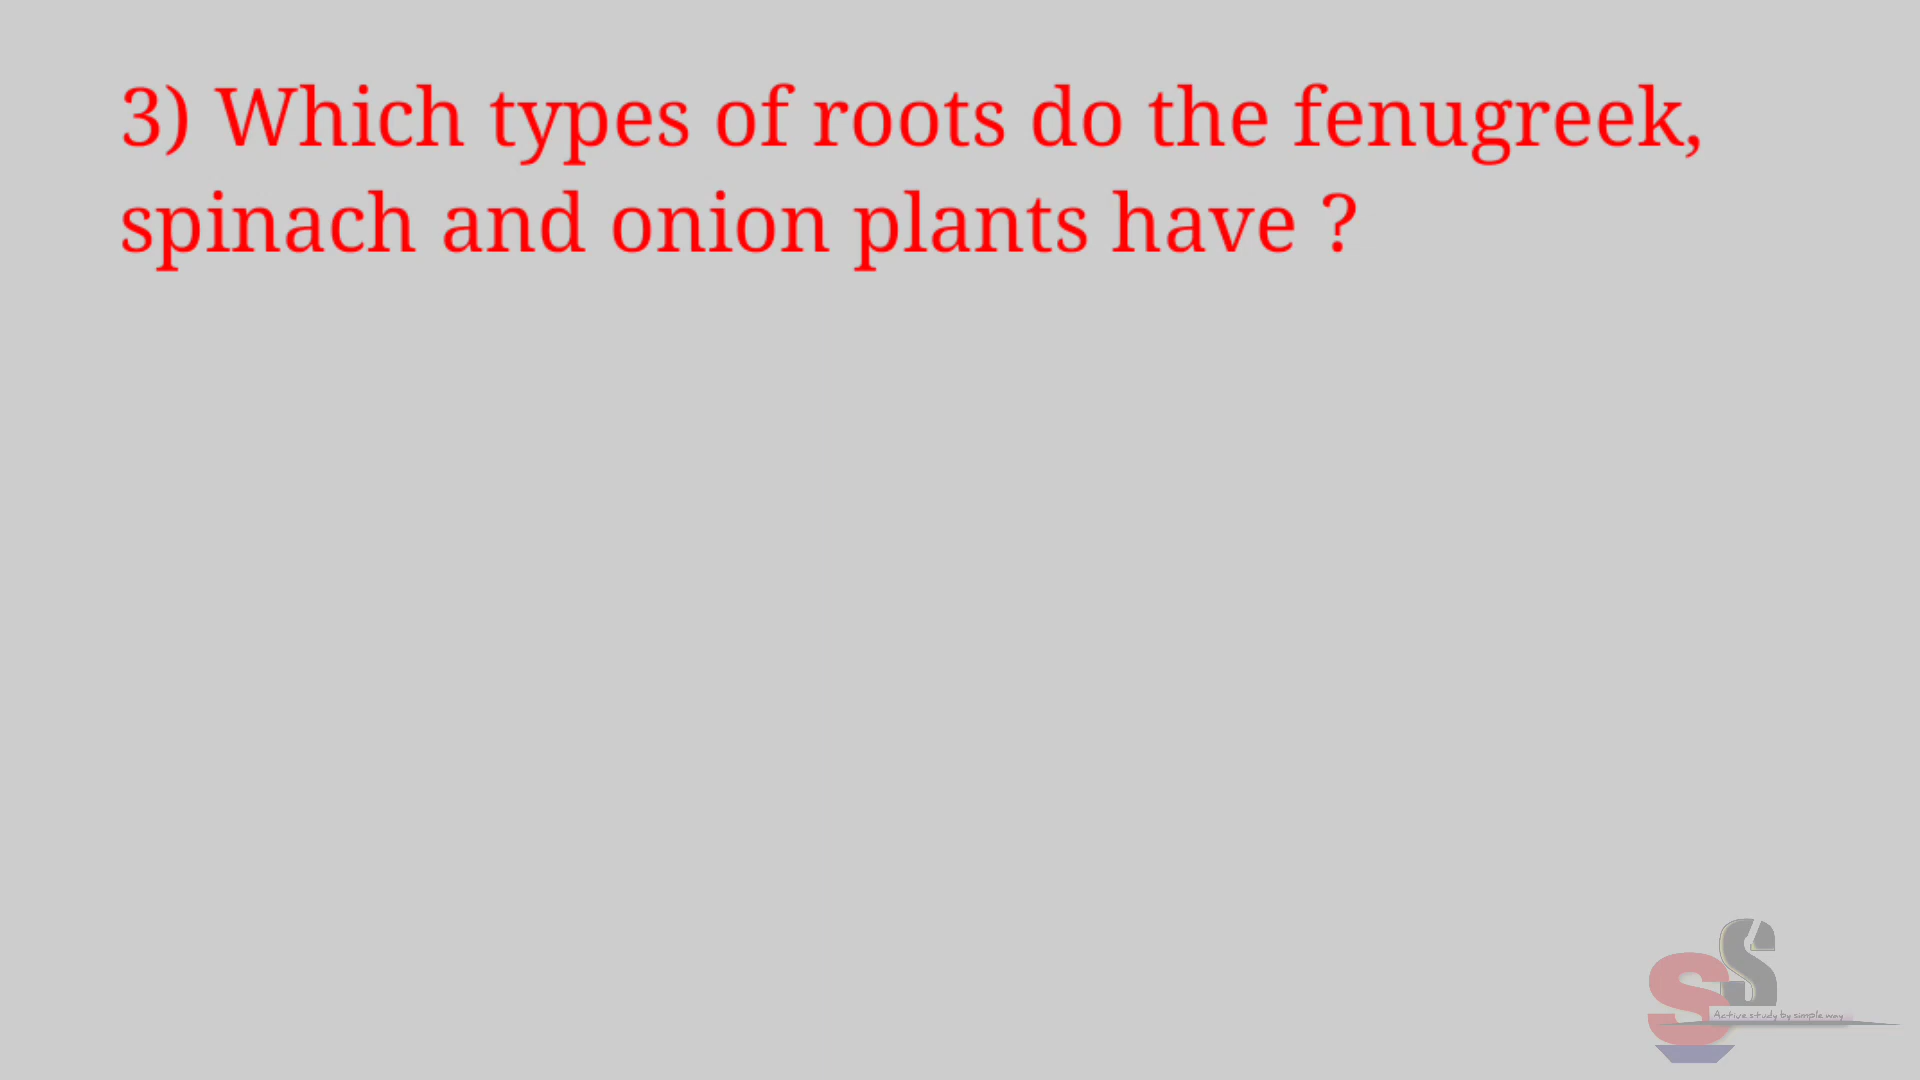 3) Which types of roots do the fenugreek,
spinach and onion plants have ?
Active study by simple way